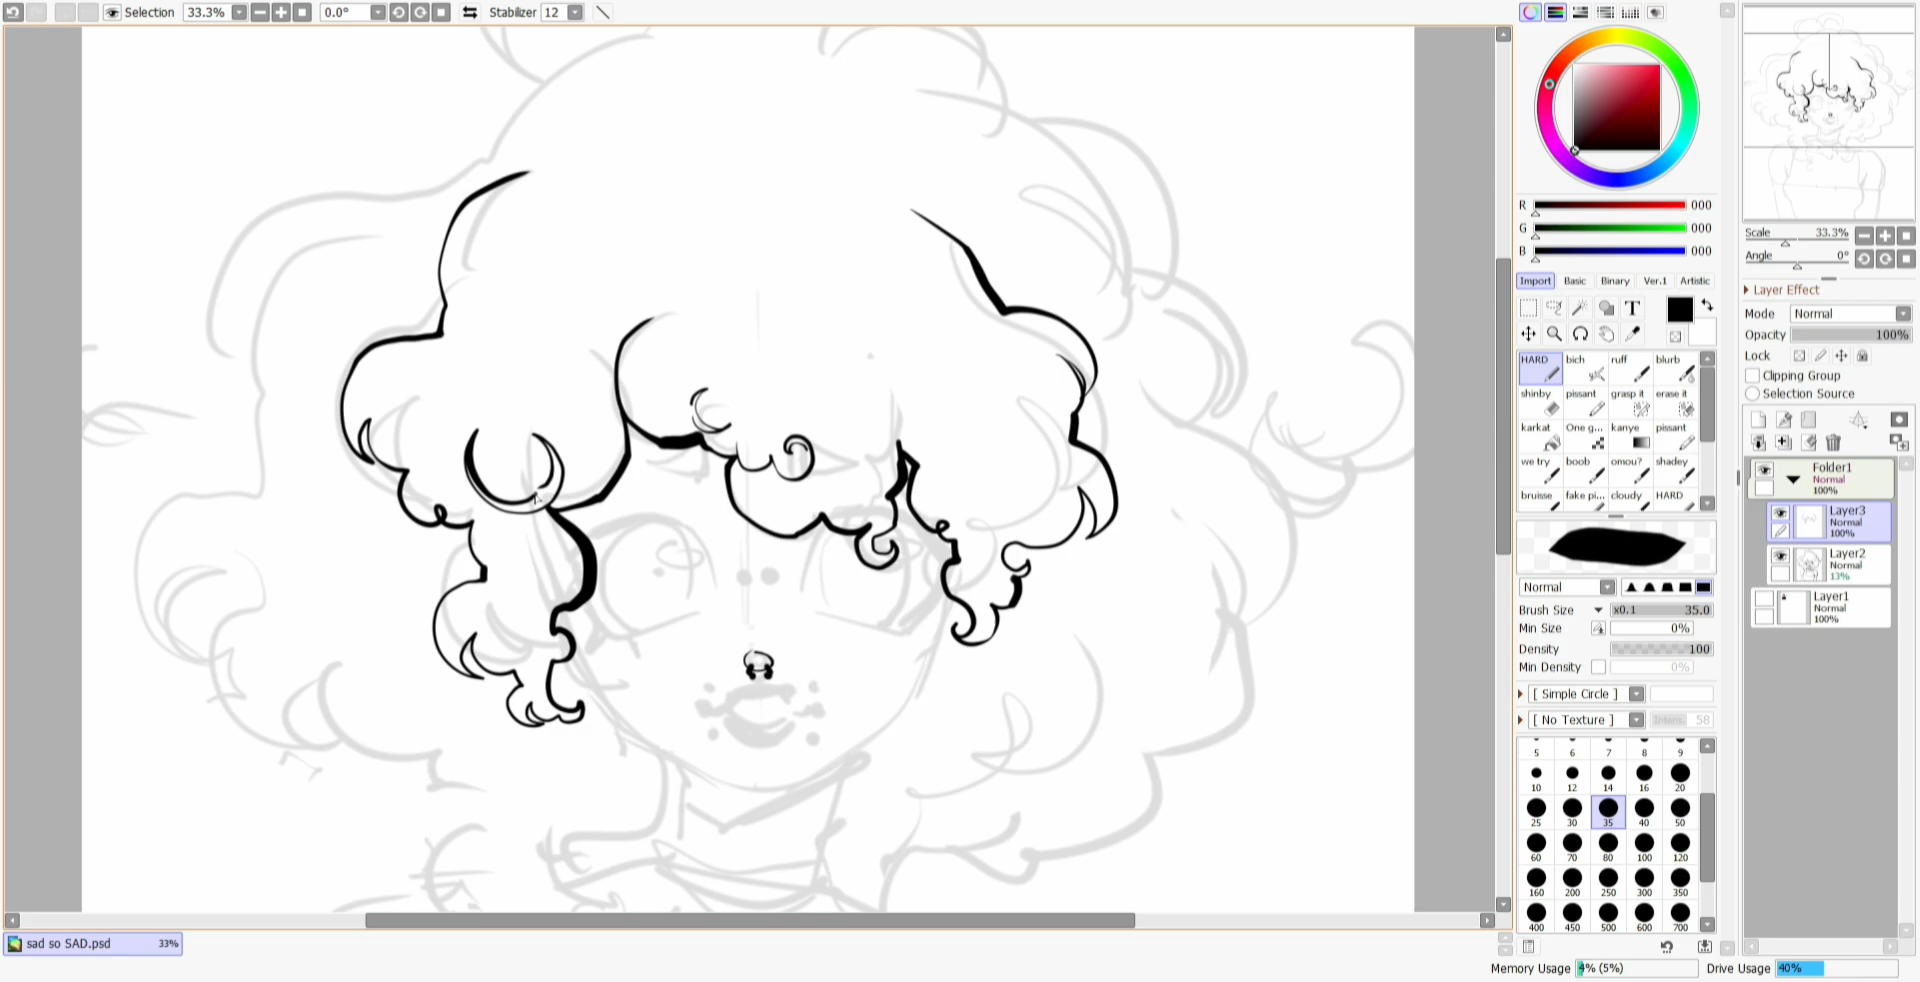 Selection 33.3% 0.0° Stabilizer 12
R 000
G 000
B 000
Import Basic Binary Ver.1 Artistic
T
HARD bich ruff blurb
shinby pissant grasp it erase it
karkat One g... kanye pissant
we try boob omou? shadey
bruisse fake pi... cloudy HARD
Normal
Brush Size x0.1 35.0
Min Size 0%
Density 100
Min Density 0%
[ Simple Circle ]
[ No Texture ] Intens. 58
5 6 7 8 9
10 12 14 16 20
25 30 35 40 50
60 70 80 100 120
160 200 250 300 350
400 450 500 600 700
Scale 33.3%
Angle 0°
Layer Effect
Mode Normal
Opacity 100%
Lock
Clipping Group
Selection Source
Folder1
Normal
100%
Layer3
Normal
100%
Layer2
Normal
13%
Layer1
Normal
100%
sad so SAD.psd 33%
Memory Usage 4% (5%) Drive Usage 40%